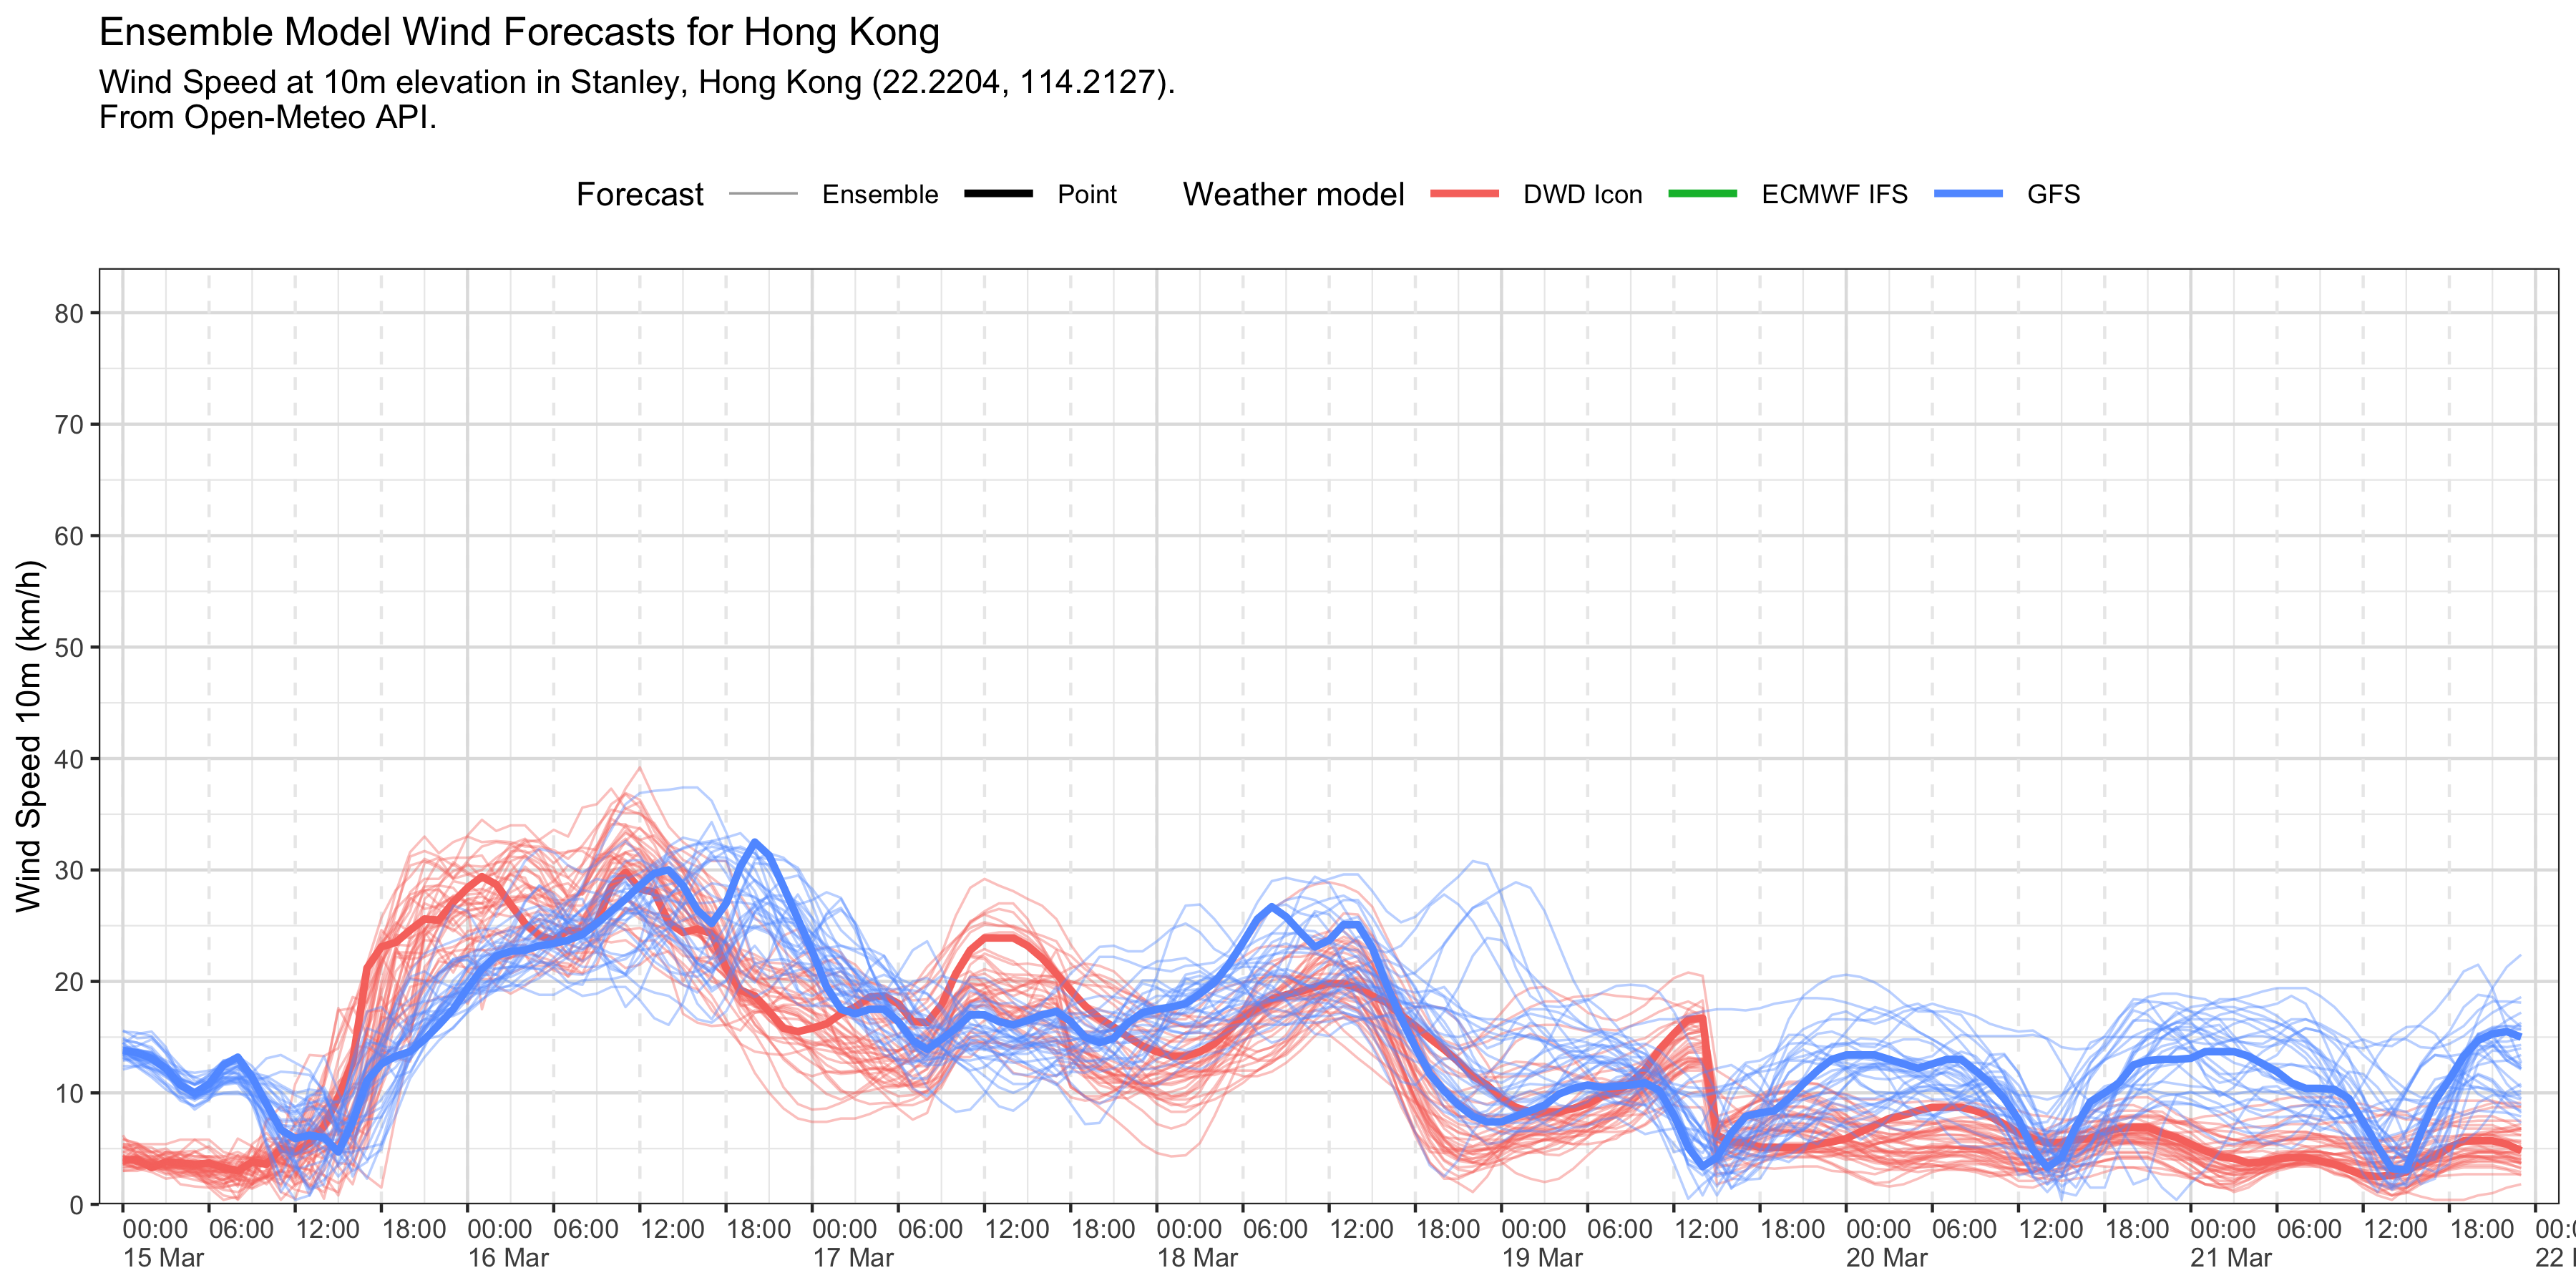 Ensemble Model Wind Forecasts for Hong Kong
Wind Speed at 10m elevation in Stanley, Hong Kong (22.2204, 114.2127).
From Open-Meteo API.
Forecast Ensemble Point Weather model DWD Icon ECMWF IFS GFS
Wind Speed 10m (km/h)
80
70
60
50
40
30
20
10
0
00:00 06:00 12:00 18:00 00:00 06:00 12:00 18:00 00:00 06:00 12:00 18:00 00:00 06:00 12:00 18:00 00:00 06:00 12:00 18:00 00:00 06:00 12:00 18:00 00:00 06:00 12:00 18:00
15 Mar 16 Mar 17 Mar 18 Mar 19 Mar 20 Mar 21 Mar 22